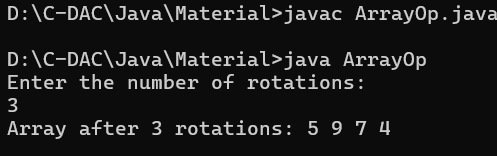 D:\C-DAC\Java\Material>javac ArrayOp.java
D:\C-DAC\Java\Material>java ArrayOp
Enter the number of rotations:
3
Array after 3 rotations: 5 9 7 4